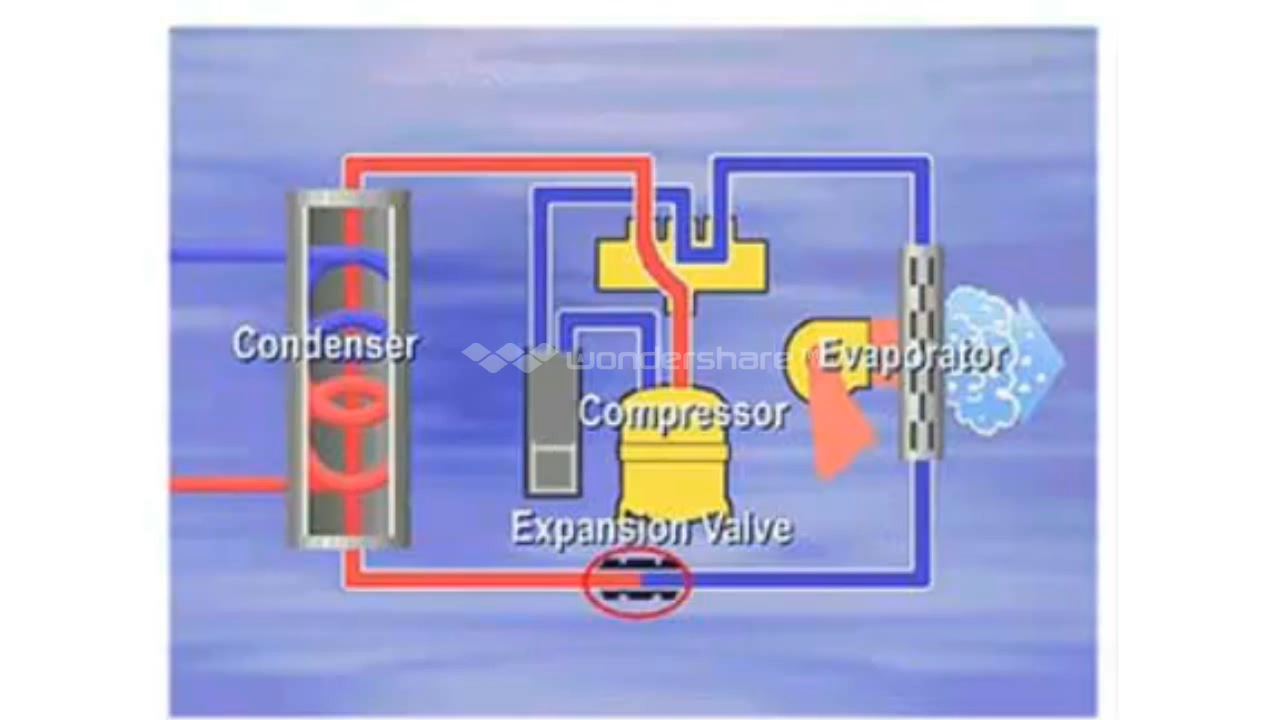 Condenser
wondershare
Evaporator
Compressor
Expansion Valve